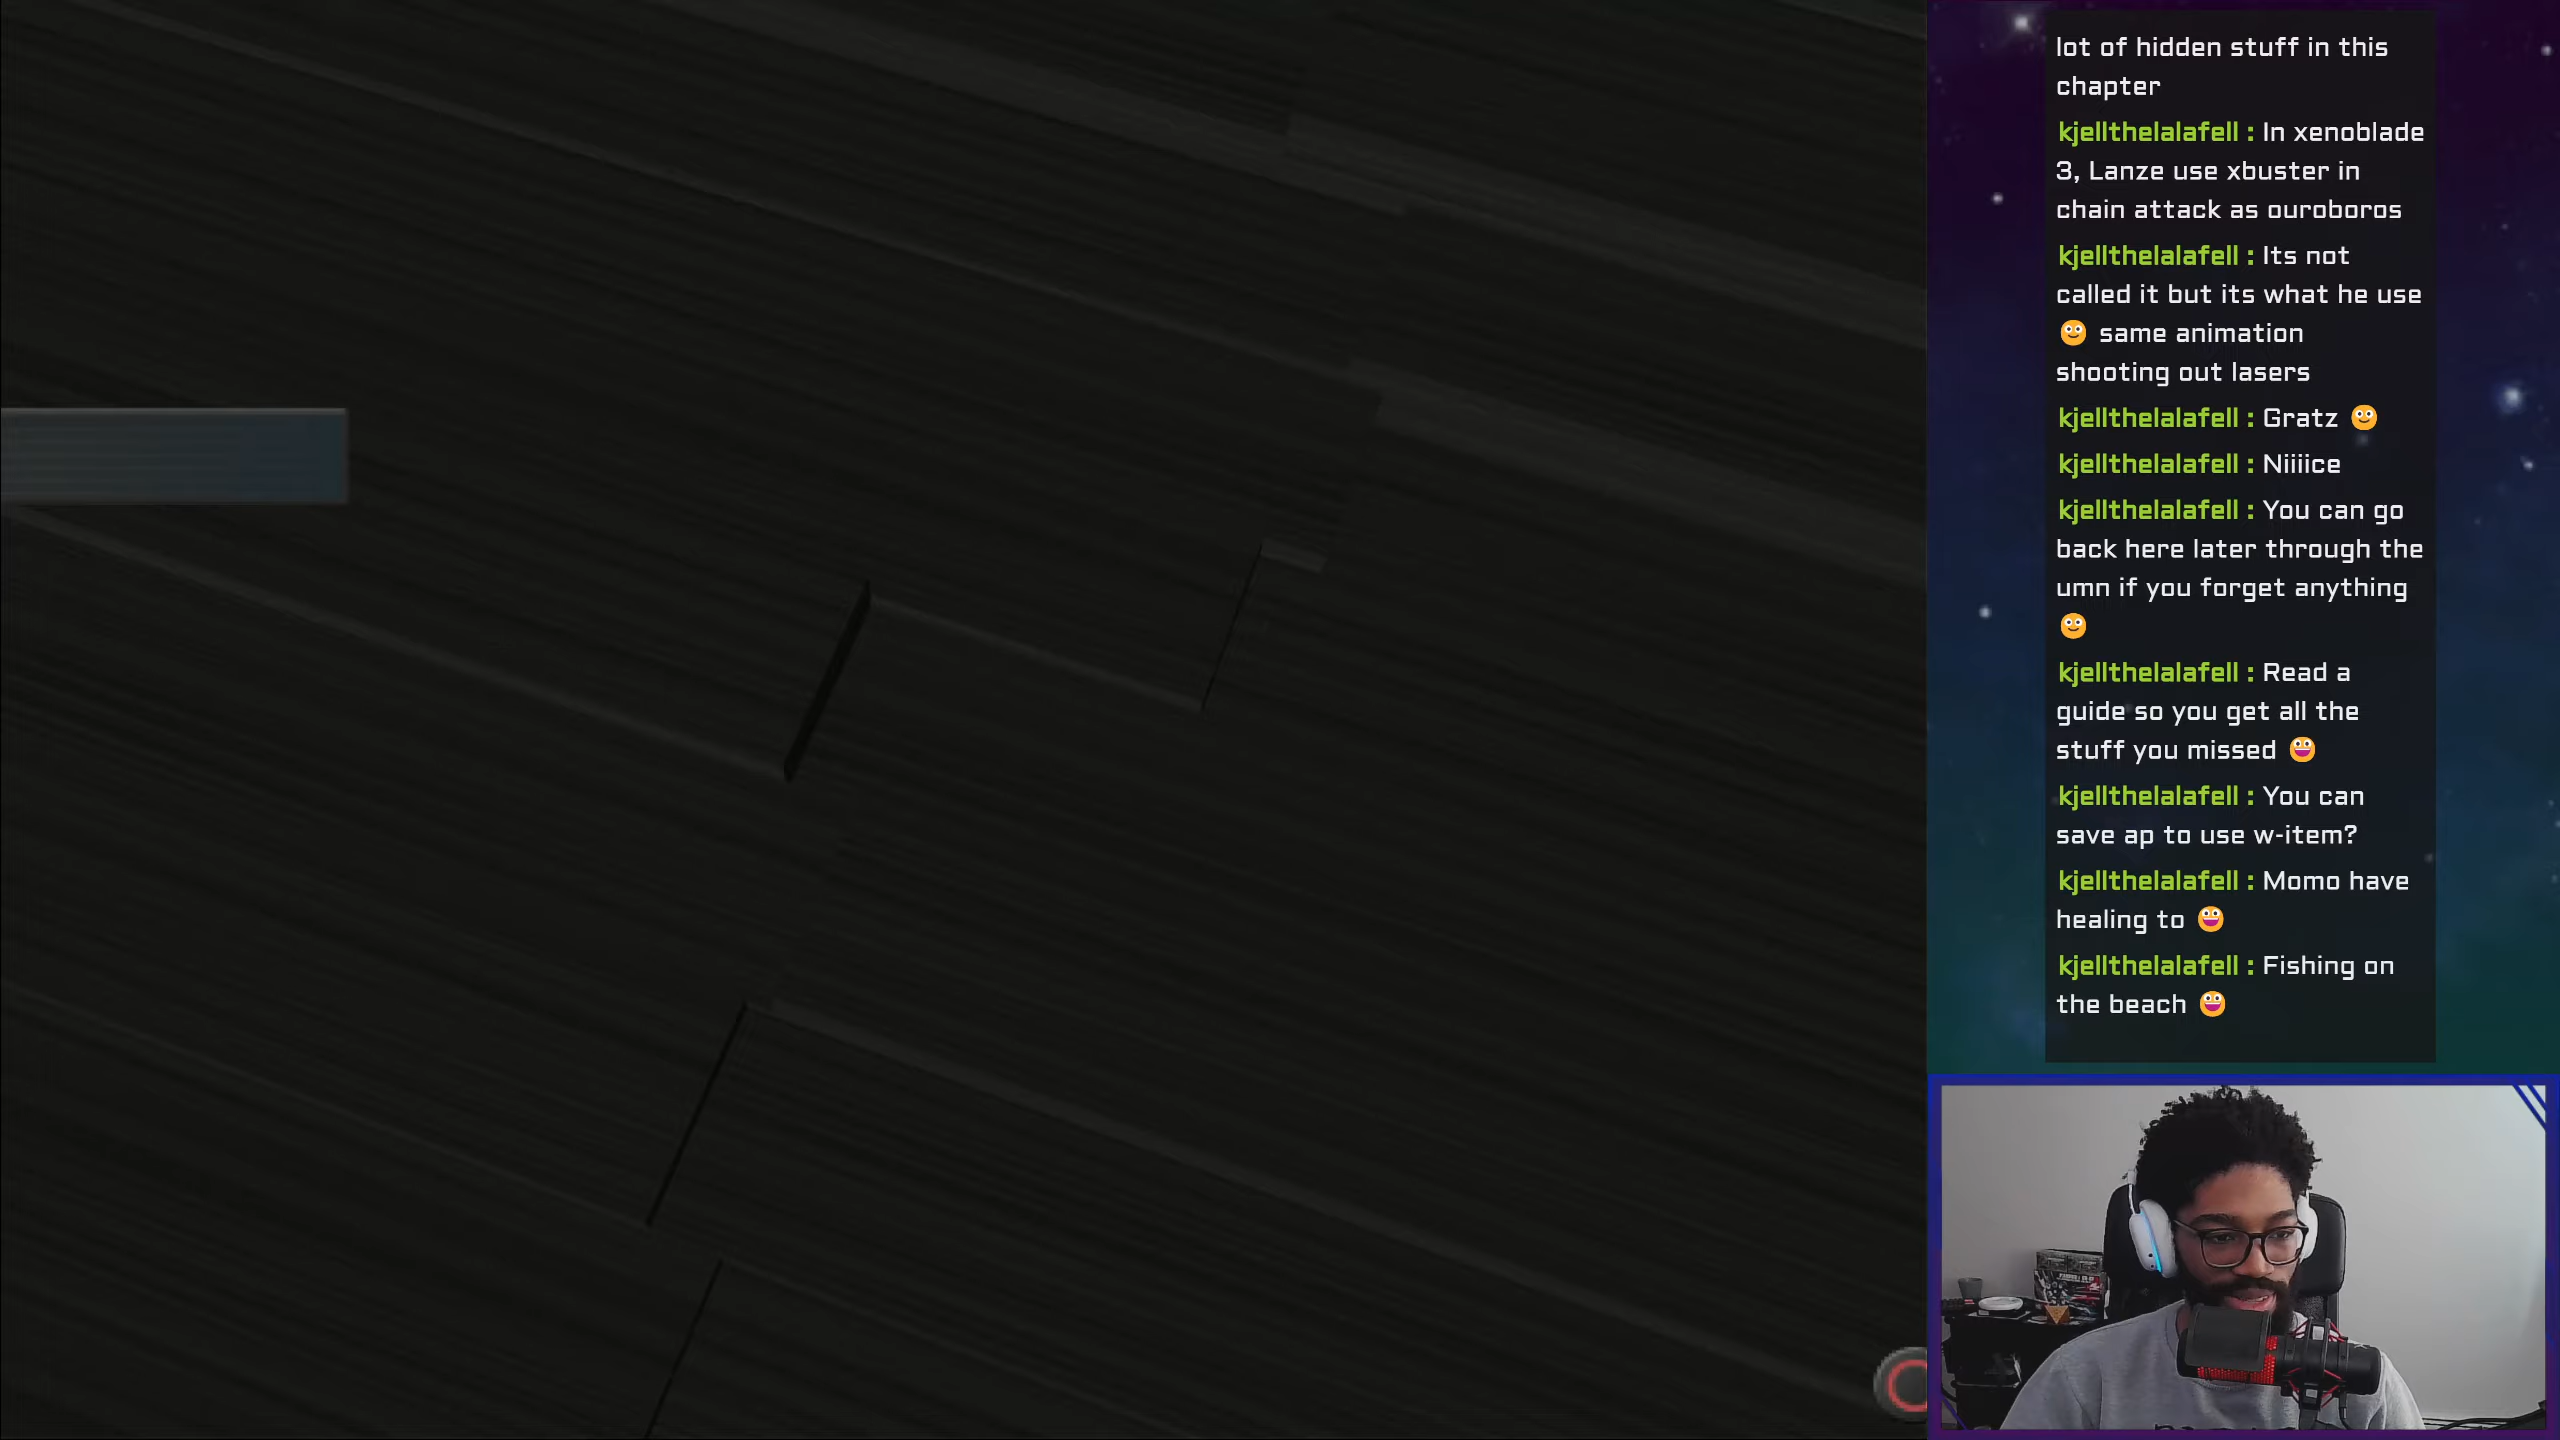 lot of hidden stuff in this
chapter
kjellthelalafell : In xenoblade
3, Lanze use xbuster in
chain attack as ouroboros
kjellthelalafell : Its not
called it but its what he use
same animation
shooting out lasers
kjellthelalafell : Gratz
kjellthelalafell : Niiiice
kjellthelalafell : You can go
back here later through the
umn if you forget anything
kjellthelalafell : Read a
guide so you get all the
stuff you missed
kjellthelalafell : You can
save ap to use w-item?
kjellthelalafell : Momo have
healing to
kjellthelalafell : Fishing on
the beach